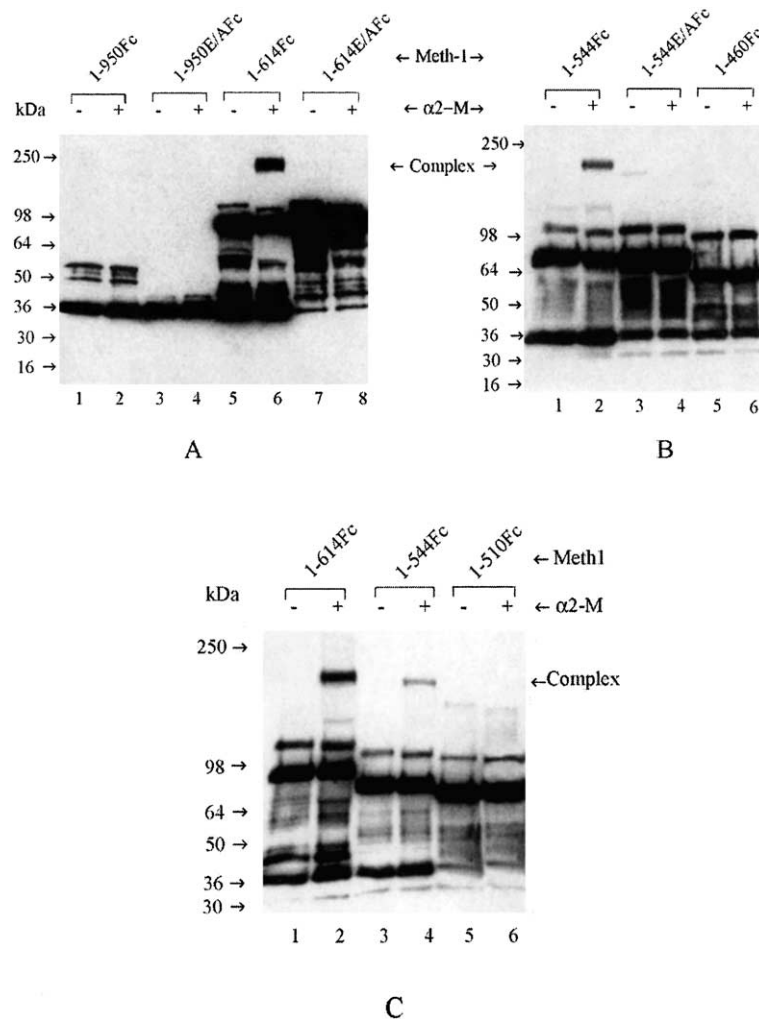 1-950Fc 1-950E/AFc 1-614Fc 1-614E/AFc ← Meth-1→ 1-544Fc 1-544E/AFc 1-460Fc
kDa - + - + - + - + ← α2-M→ - + - + - +
250→ ← Complex → 250→
98 →
64 →
50 →
36 →
30 →
16 →
1 2 3 4 5 6 7 8
A
98 →
64 →
50 →
36 →
30 →
16 →
1 2 3 4 5 6
B
1-614Fc 1-544Fc 1-510Fc ← Meth1
kDa - + - + - + ← α2-M
250 →
←Complex
98 →
64 →
50 →
36 →
30 →
1 2 3 4 5 6
C